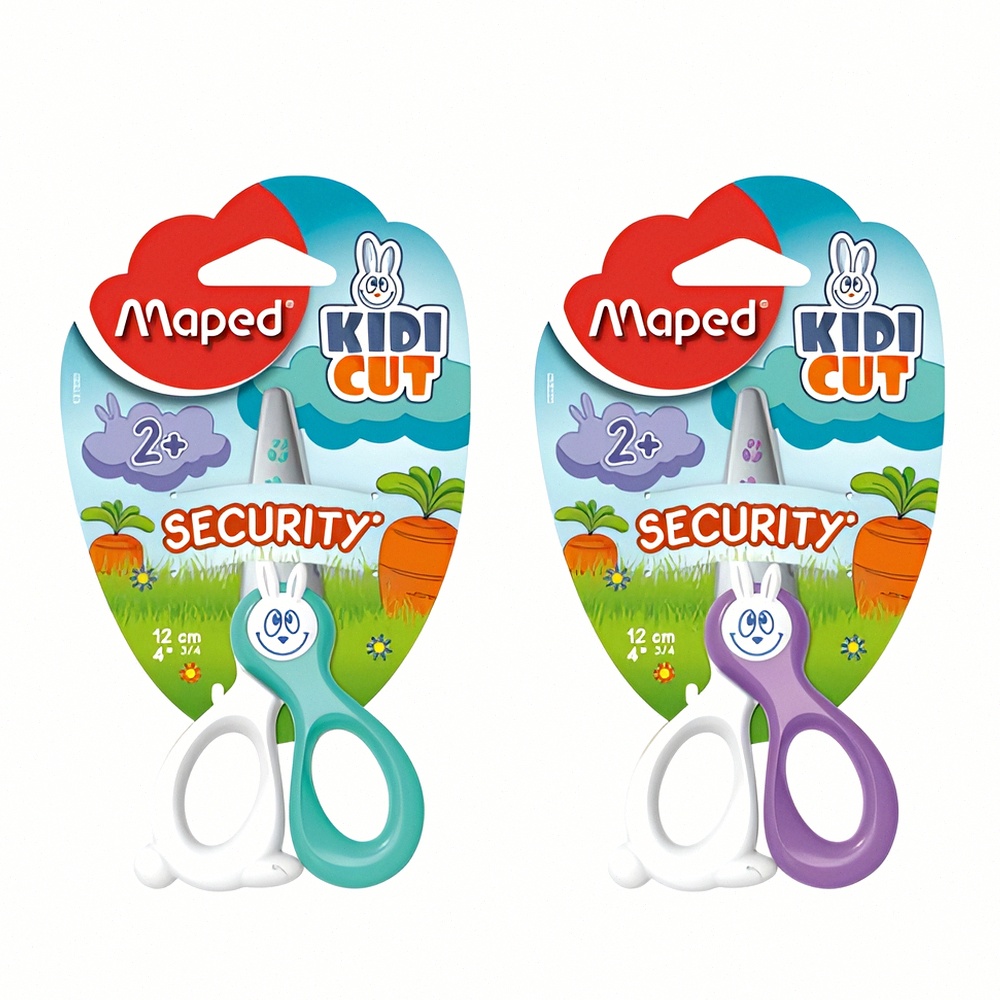 Maped®
KIDI
CUT
2+
SECURITY
12 cm
4" 3/4
Maped®
KIDI
CUT
2+
SECURITY
12 cm
4" 3/4